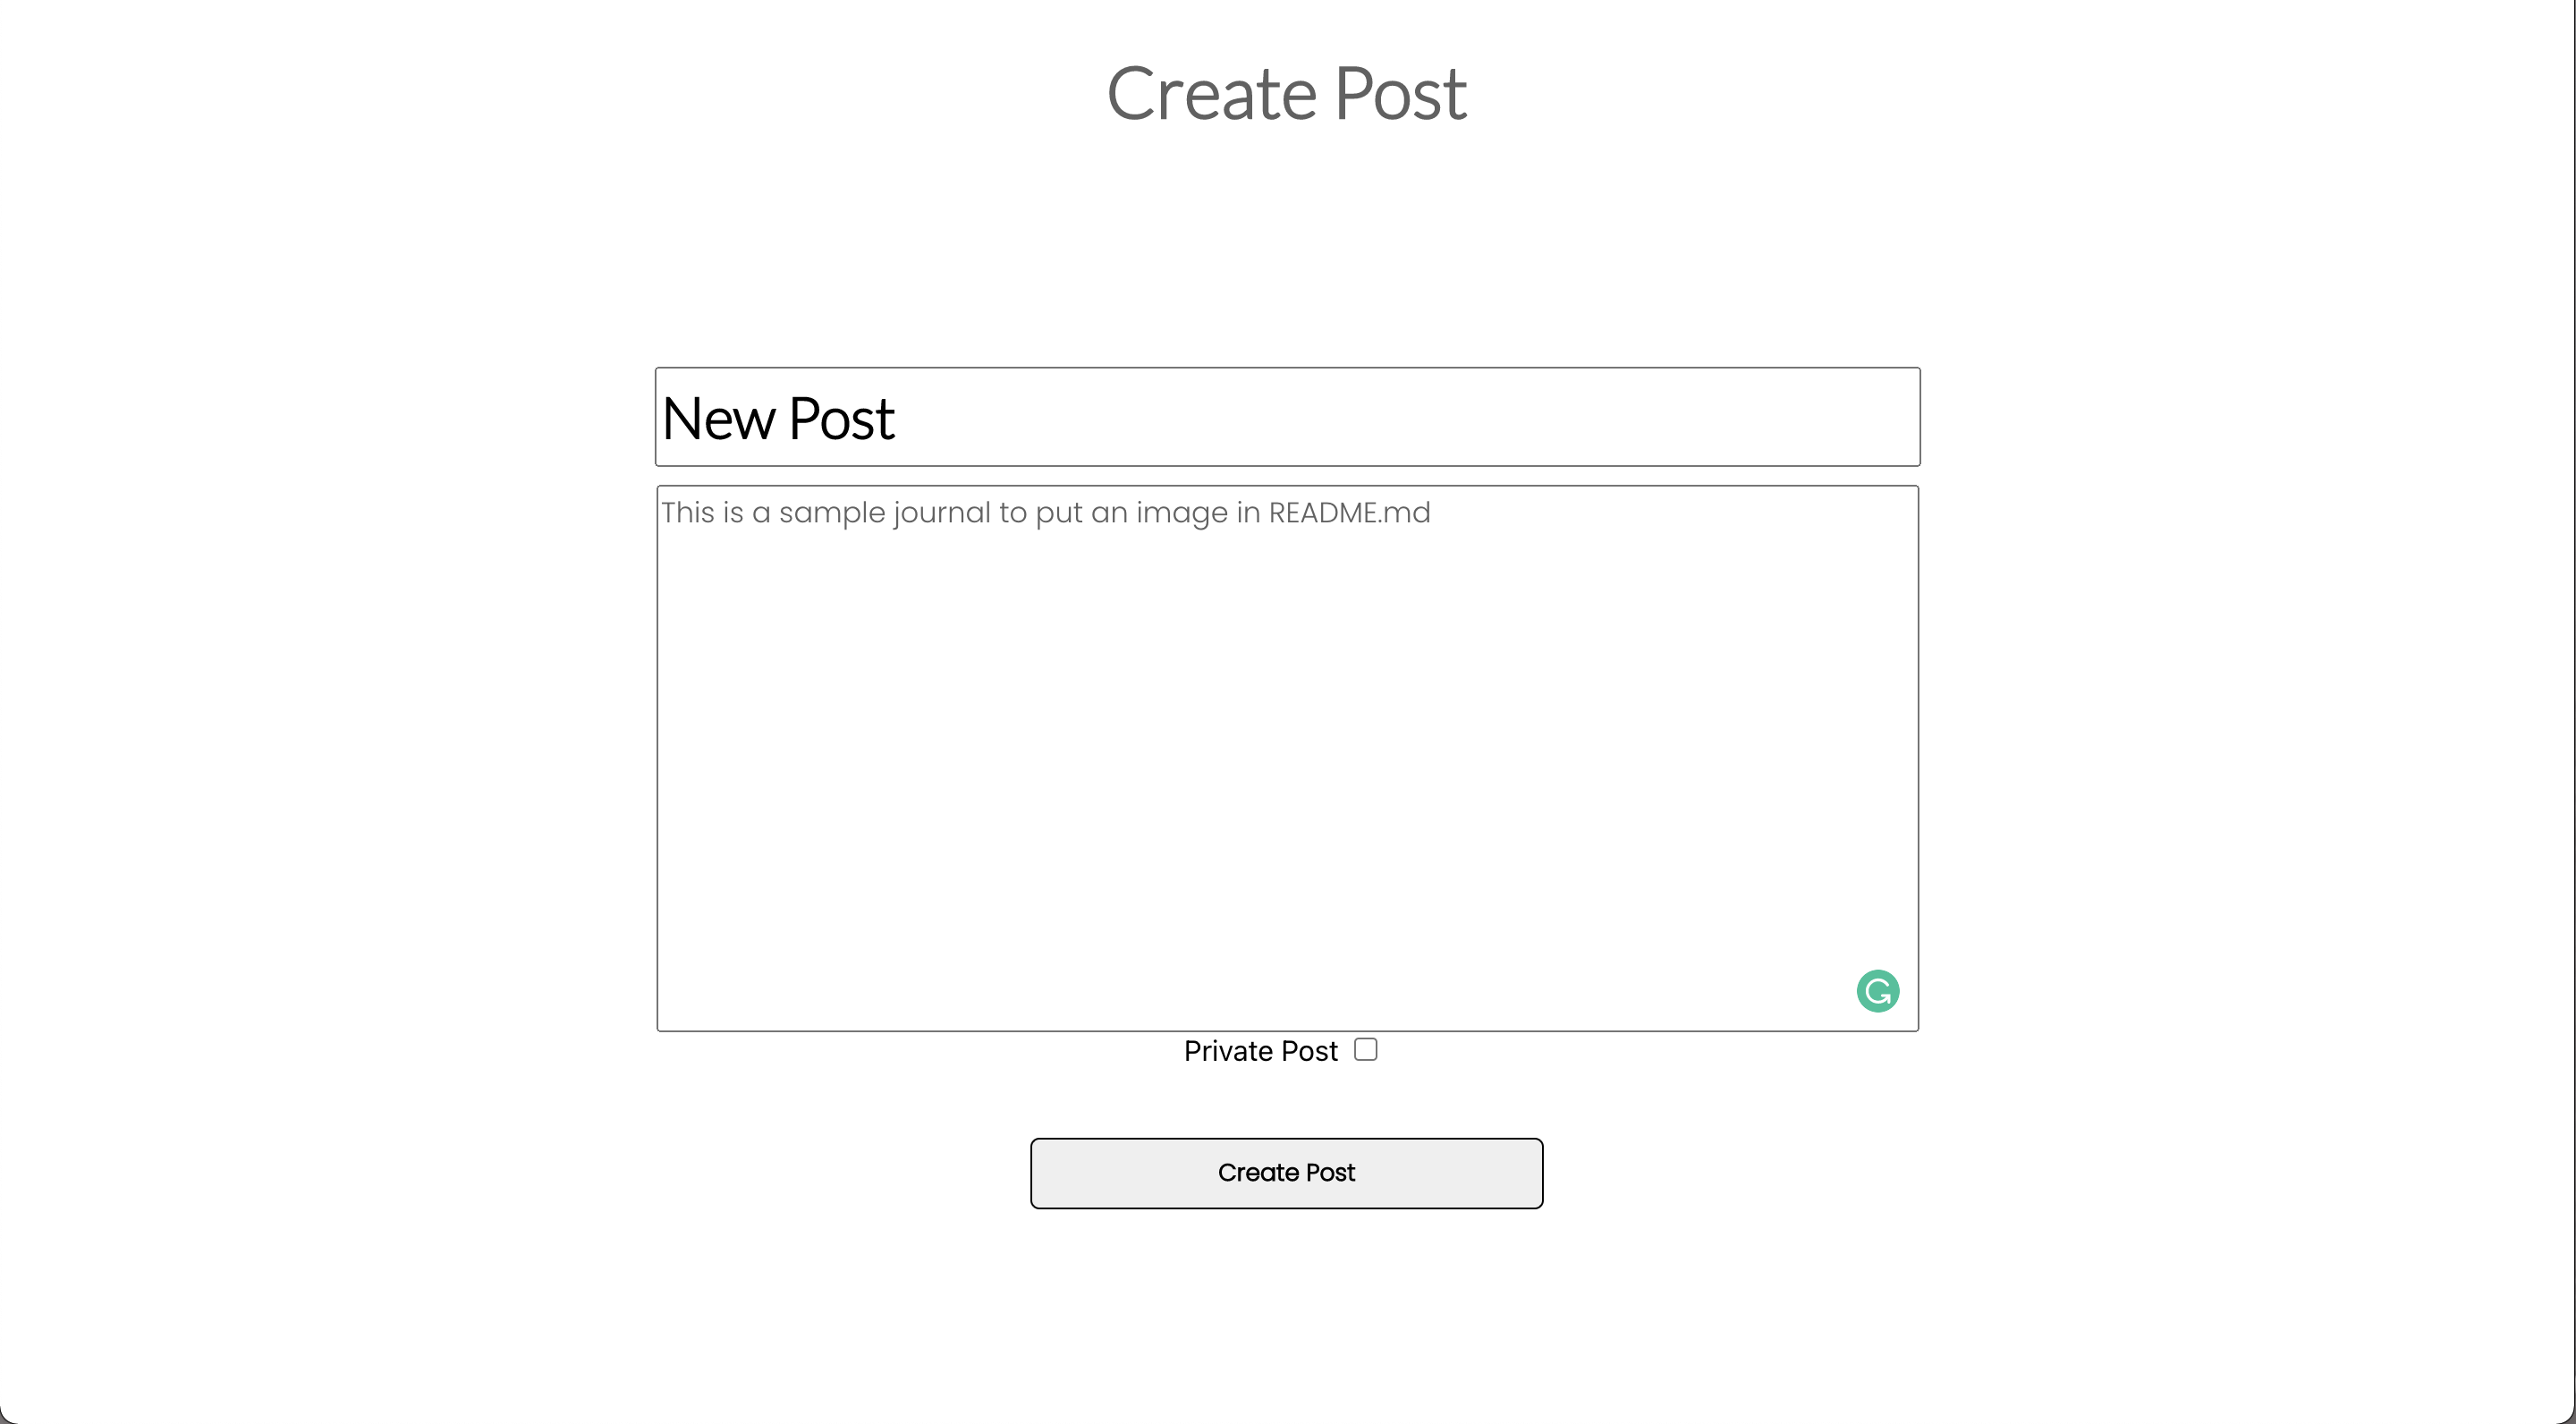 Create Post
New Post
This is a sample journal to put an image in README.md
Private Post
Create Post